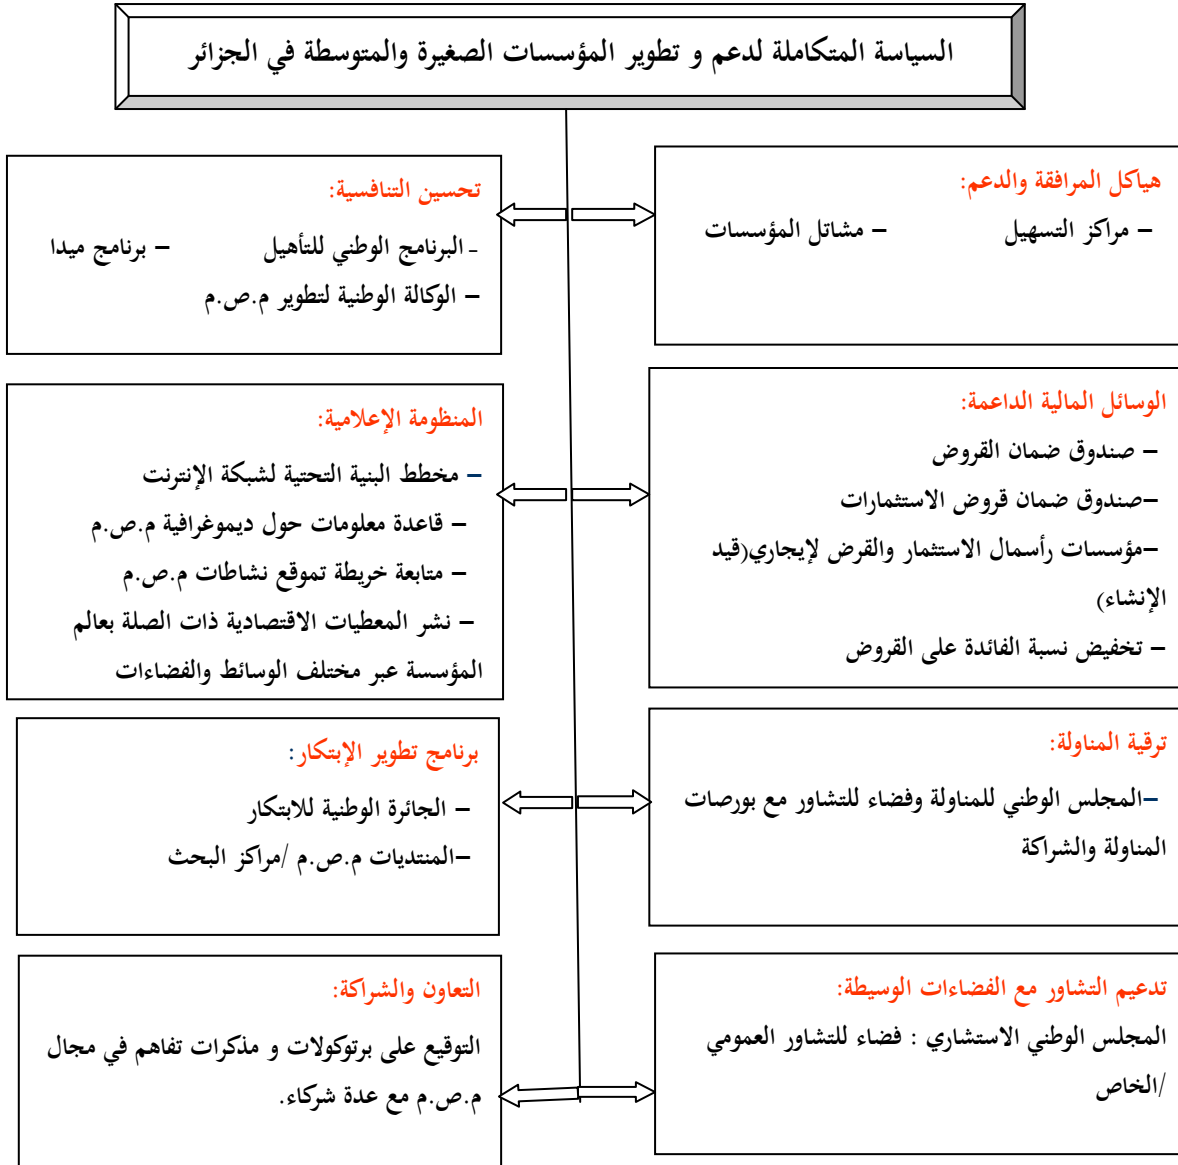 السياسة المتكاملة لدعم و تطوير المؤسسات الصغيرة والمتوسطة في الجزائر
هياكل المرافقة والدعم:
– مراكز التسهيل – مشاتل المؤسسات
تحسين التنافسية:
- البرنامج الوطني للتأهيل – برنامج ميدا
– الوكالة الوطنية لتطوير م.ص.م
الوسائل المالية الداعمة:
– صندوق ضمان القروض
–صندوق ضمان قروض الاستثمارات
–مؤسسات رأسمال الاستثمار والقرض لإيجاري(قيد
الإنشاء)
– تخفيض نسبة الفائدة على القروض
المنظومة الإعلامية:
– مخطط البنية التحتية لشبكة الإنترنت
– قاعدة معلومات حول ديموغرافية م.ص.م
– متابعة خريطة تموقع نشاطات م.ص.م
– نشر المعطيات الاقتصادية ذات الصلة بعالم
المؤسسة عبر مختلف الوسائط والفضاءات
ترقية المناولة:
–المجلس الوطني للمناولة وفضاء للتشاور مع بورصات
المناولة والشراكة
برنامج تطوير الإبتكار:
– الجائرة الوطنية للابتكار
–المنتديات م.ص.م /مراكز البحث
تدعيم التشاور مع الفضاءات الوسيطة:
المجلس الوطني الاستشاري : فضاء للتشاور العمومي
/الخاص
التعاون والشراكة:
التوقيع على برتوكولات و مذكرات تفاهم في مجال
م.ص.م مع عدة شركاء.